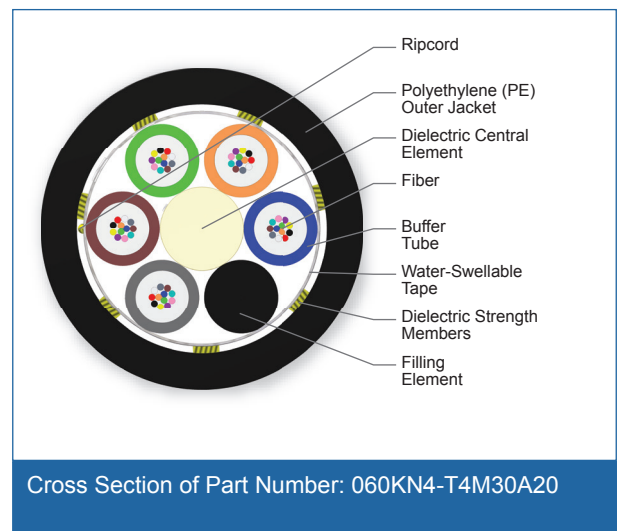 Ripcord
Polyethylene (PE)
Outer Jacket
Dielectric Central
Element
Fiber
Buffer
Tube
Water-Swellable
Tape
Dielectric Strength
Members
Filling
Element
Cross Section of Part Number: 060KN4-T4M30A20